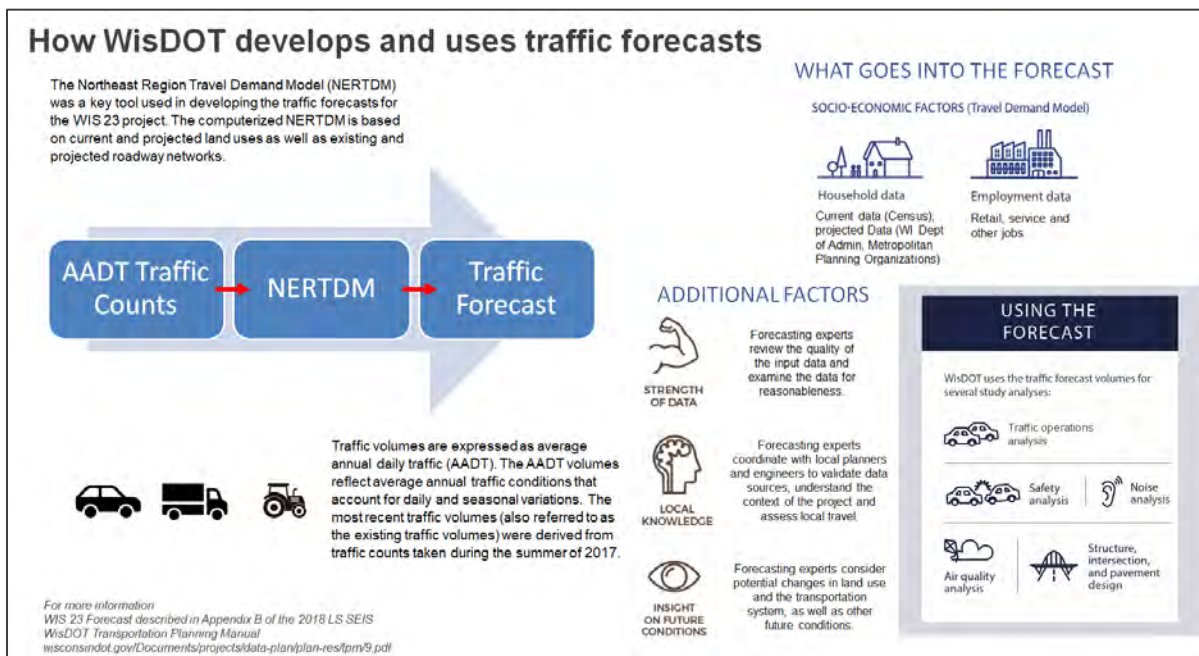 How WisDOT develops and uses traffic forecasts
The Northeast Region Travel Demand Model (NERTDM)
was a key tool used in developing the traffic forecasts for
the WIS 23 project. The computerized NERTDM is based
on current and projected land uses as well as existing and
projected roadway networks.
AADT Traffic
Counts
NERTDM
Traffic
Forecast
Traffic volumes are expressed as average
annual daily traffic (AADT). The AADT volumes
reflect average annual traffic conditions that
account for daily and seasonal variations. The
most recent traffic volumes (also referred to as
the existing traffic volumes) were derived from
traffic counts taken during the summer of 2017.
For more information
WIS 23 Forecast described in Appendix B of the 2018 LS SEIS
WisDOT Transportation Planning Manual
wisconsindot.gov/Documents/projects/data-plan/plan-res/tpm/9.pdf
WHAT GOES INTO THE FORECAST
SOCIO-ECONOMIC FACTORS (Travel Demand Model)
Household data
Current data (Census),
projected Data (WI Dept
of Admin, Metropolitan
Planning Organizations)
Employment data
Retail, service and
other jobs
ADDITIONAL FACTORS
STRENGTH
OF DATA
Forecasting experts
review the quality of
the input data and
examine the data for
reasonableness.
LOCAL
KNOWLEDGE
Forecasting experts
coordinate with local planners
and engineers to validate data
sources, understand the
context of the project and
assess local travel.
INSIGHT
ON FUTURE
CONDITIONS
Forecasting experts consider
potential changes in land use
and the transportation
system, as well as other
future conditions.
USING THE
FORECAST
WisDOT uses the traffic forecast volumes for
several study analyses:
Traffic operations
analysis
Safety
analysis
Noise
analysis
Air quality
analysis
Structure,
intersection,
and pavement
design